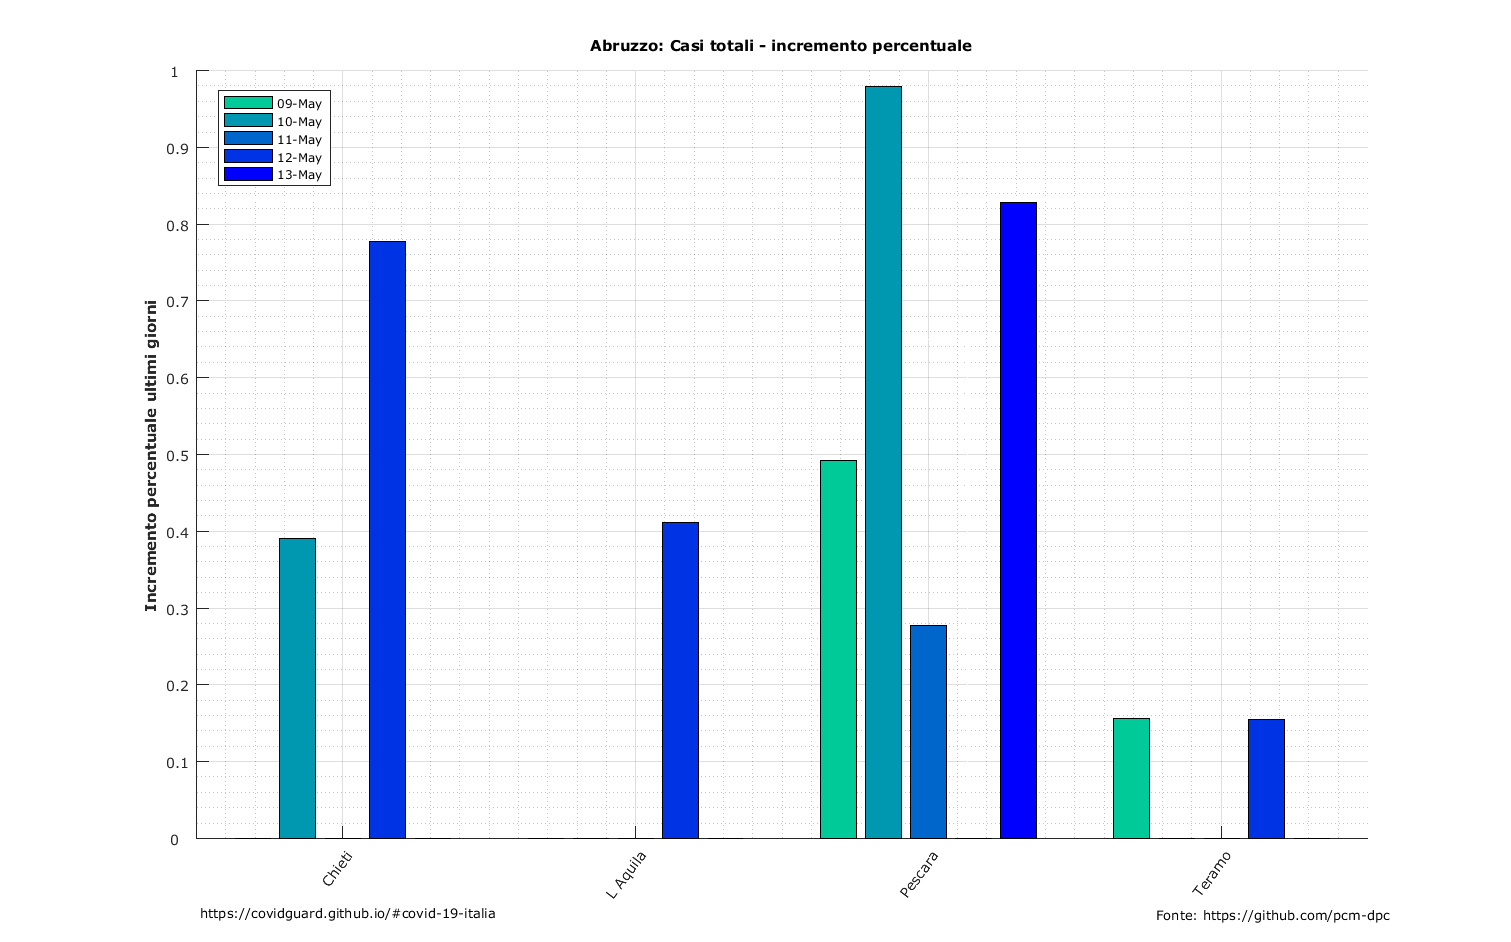 Abruzzo: Casi totali - incremento percentuale
1
0.9
0.8
0.7
0.6
0.5
0.4
0.3
0.2
0.1
0
Incremento percentuale ultimi giorni
09-May
10-May
11-May
12-May
13-May
Chieti
L Aquila
Pescara
Teramo
https://covidguard.github.io/#covid-19-italia
Fonte: https://github.com/pcm-dpc